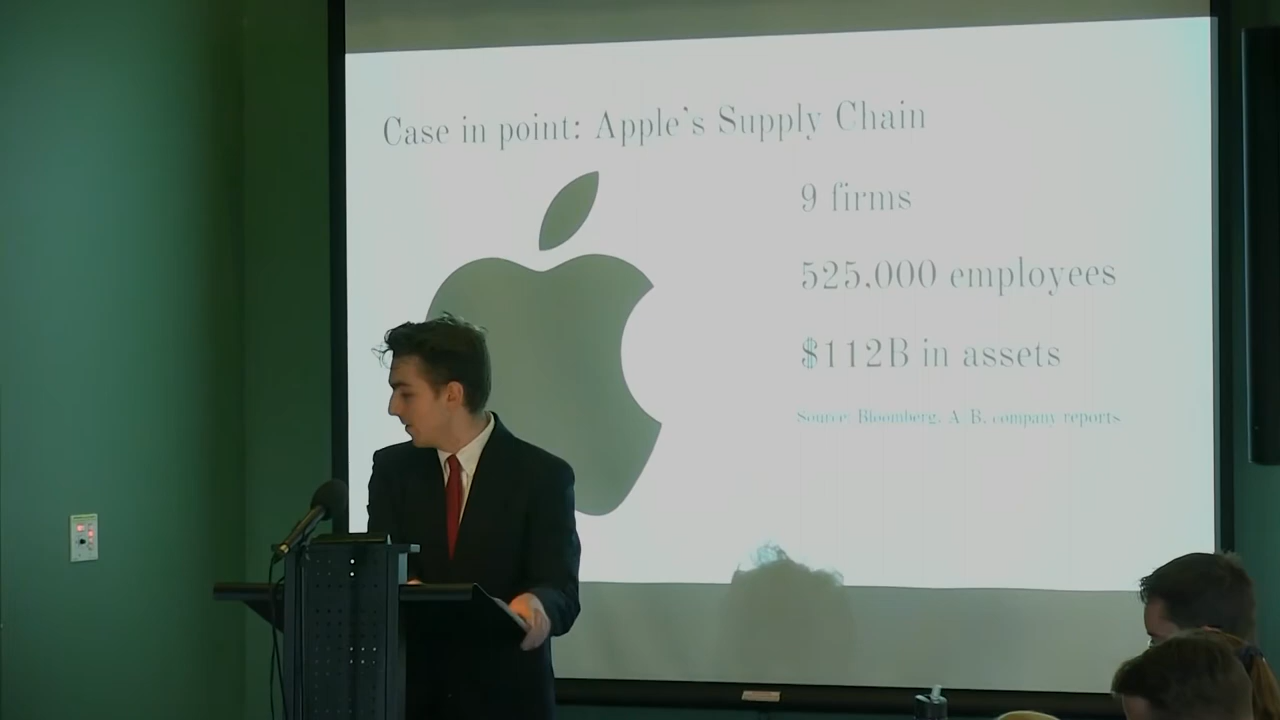 Case in point: Apple's Supply Chain
9 firms
525,000 employees
$112B in assets
Source: Bloomberg, A/B, company reports